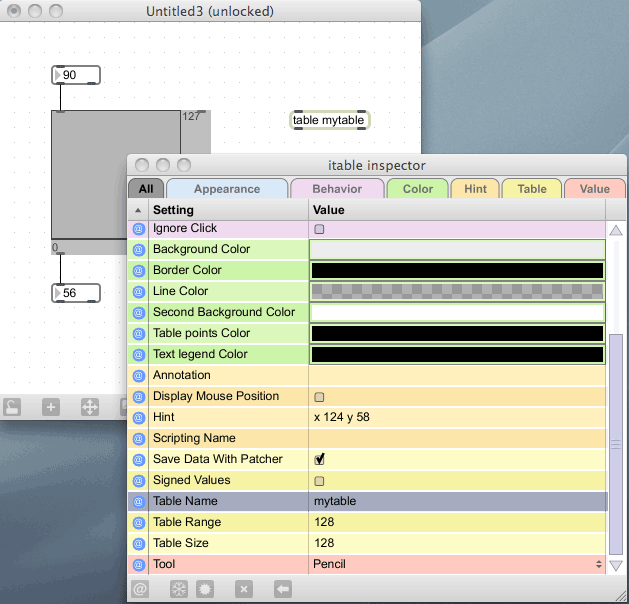 Untitled3 (unlocked)
90
127
table mytable
0
56
itable inspector
All Appearance Behavior Color Hint Table Value
Setting Value
Ignore Click
Background Color
Border Color
Line Color
Second Background Color
Table points Color
Text legend Color
Annotation
Display Mouse Position
Hint x 124 y 58
Scripting Name
Save Data With Patcher
Signed Values
Table Name mytable
Table Range 128
Table Size 128
Tool Pencil